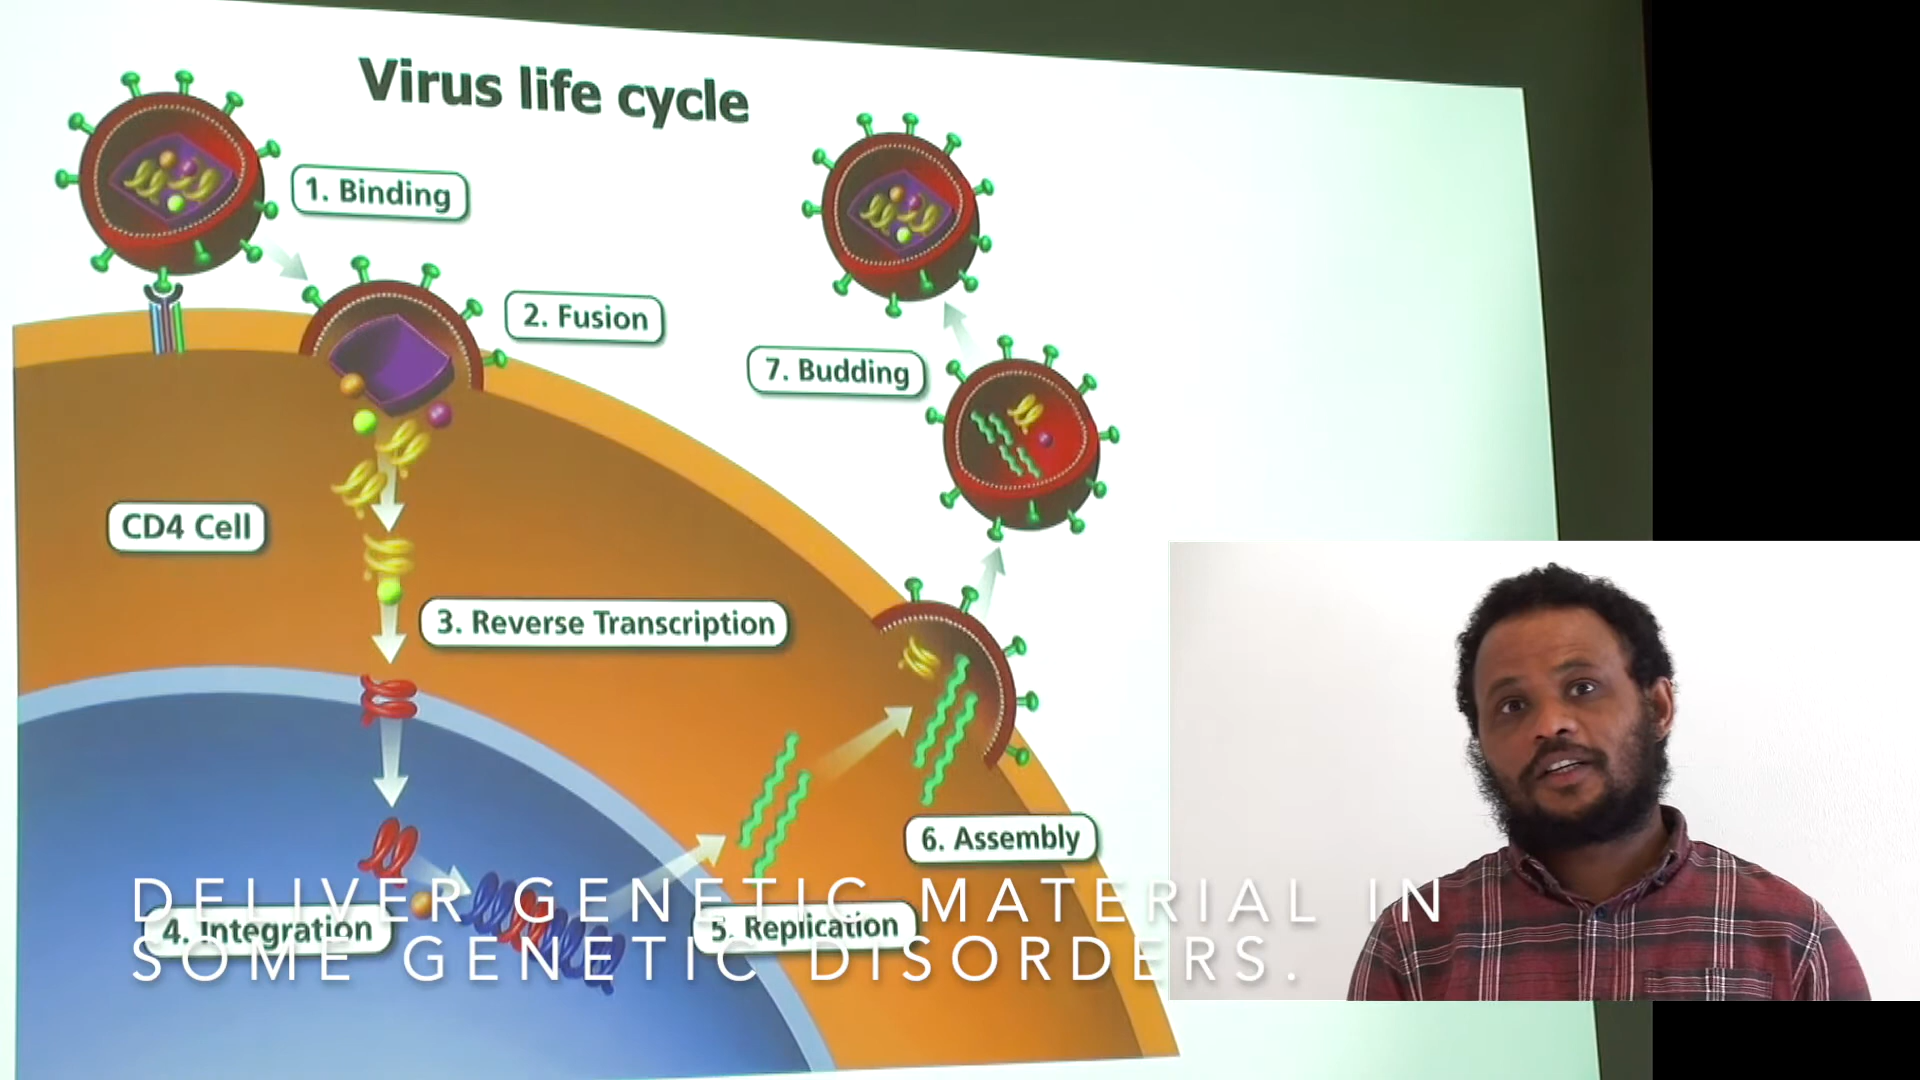 Virus life cycle
1. Binding
2. Fusion
7. Budding
CD4 Cell
3. Reverse Transcription
6. Assembly
4. Integration
5. Replication
DELIVER GENETIC MATERIAL IN
SOME GENETIC DISORDERS.